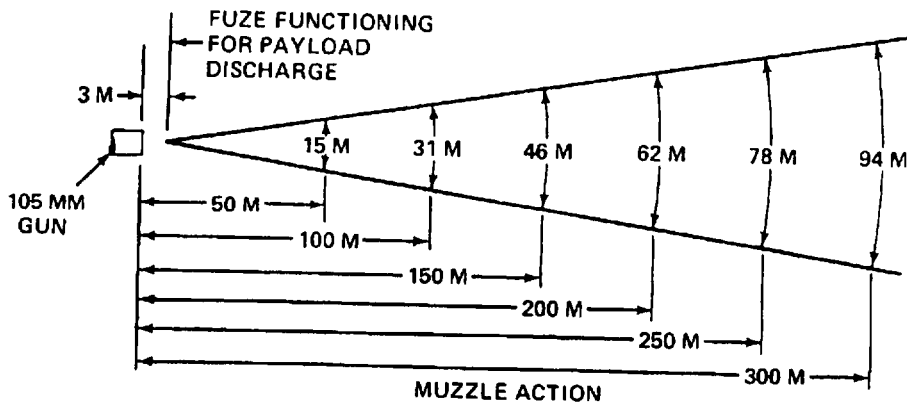 FUZE FUNCTIONING
FOR PAYLOAD
DISCHARGE
3 M
105 MM
GUN
15 M
31 M
46 M
62 M
78 M
94 M
50 M
100 M
150 M
200 M
250 M
300 M
MUZZLE ACTION